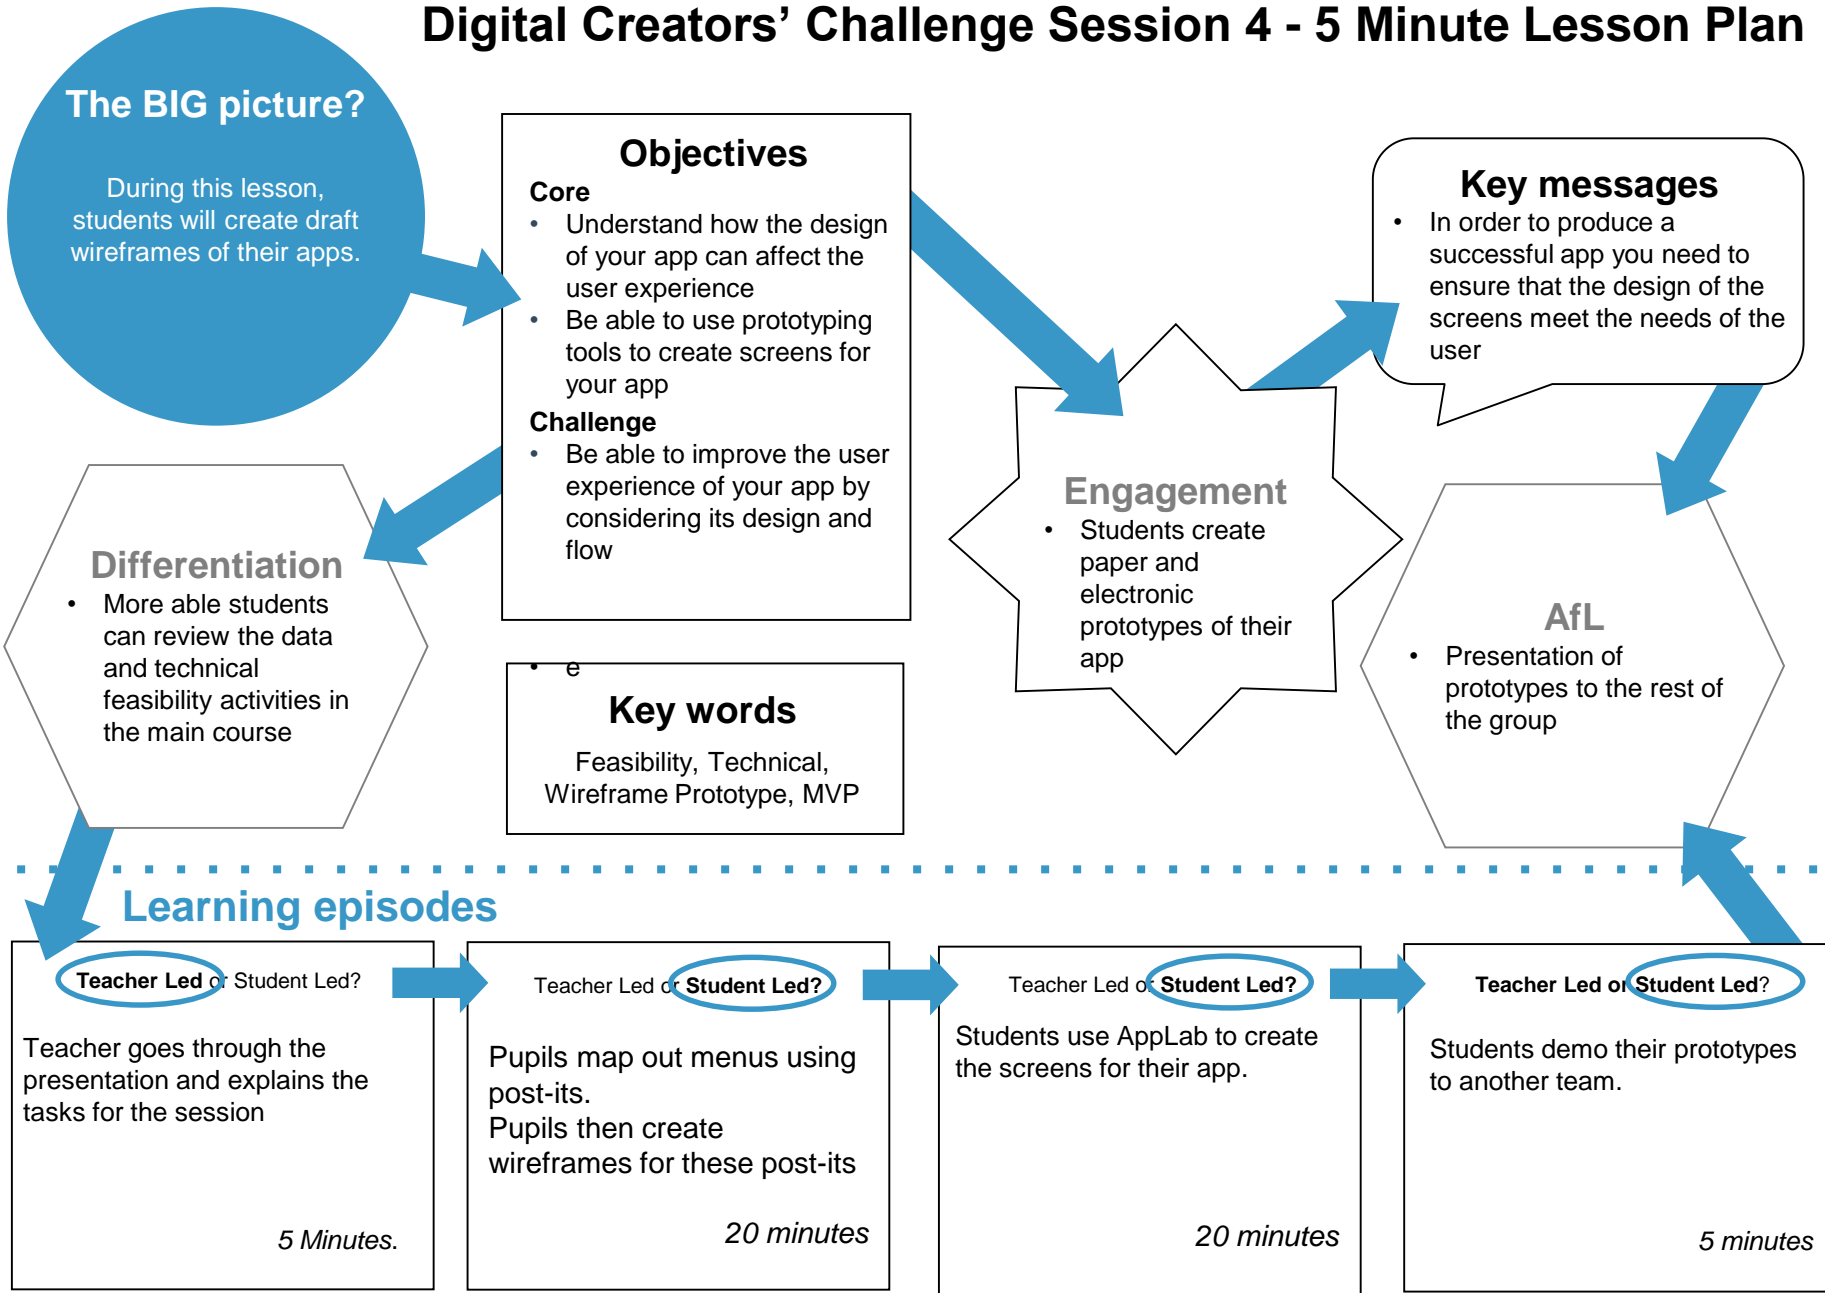 Digital Creators’ Challenge Session 4 - 5 Minute Lesson Plan
The BIG picture?
During this lesson,
students will create draft
wireframes of their apps.
Objectives
Core
• Understand how the design
of your app can affect the
user experience
• Be able to use prototyping
tools to create screens for
your app
Challenge
• Be able to improve the user
experience of your app by
considering its design and
flow
• e
Key words
Feasibility, Technical,
Wireframe Prototype, MVP
Engagement
• Students create
paper and
electronic
prototypes of their
app
Key messages
• In order to produce a
successful app you need to
ensure that the design of the
screens meet the needs of the
user
Differentiation
• More able students
can review the data
and technical
feasibility activities in
the main course
AfL
• Presentation of
prototypes to the rest of
the group
Learning episodes
Teacher Led or Student Led?
Teacher goes through the
presentation and explains the
tasks for the session
5 Minutes.
Teacher Led or Student Led?
Pupils map out menus using
post-its.
Pupils then create
wireframes for these post-its
20 minutes
Teacher Led or Student Led?
Students use AppLab to create
the screens for their app.
20 minutes
Teacher Led or Student Led?
Students demo their prototypes
to another team.
5 minutes